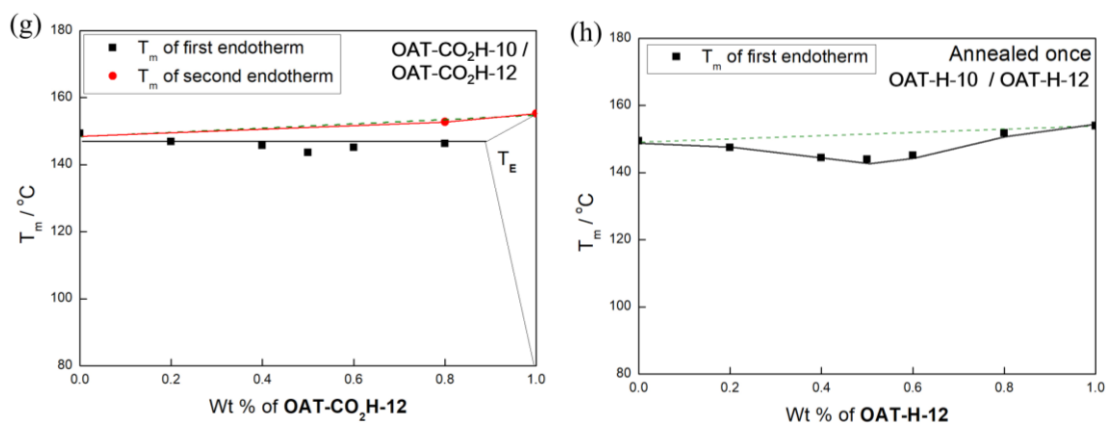 (g)
180
160
140
120
100
80
T_m / °C
T_m of first endotherm
T_m of second endotherm
OAT-CO₂H-10 /
OAT-CO₂H-12
T_E
0.0 0.2 0.4 0.6 0.8 1.0
Wt % of OAT-CO₂H-12
(h)
180
160
140
120
100
80
T_m / °C
T_m of first endotherm
Annealed once
OAT-H-10 / OAT-H-12
0.0 0.2 0.4 0.6 0.8 1.0
Wt % of OAT-H-12